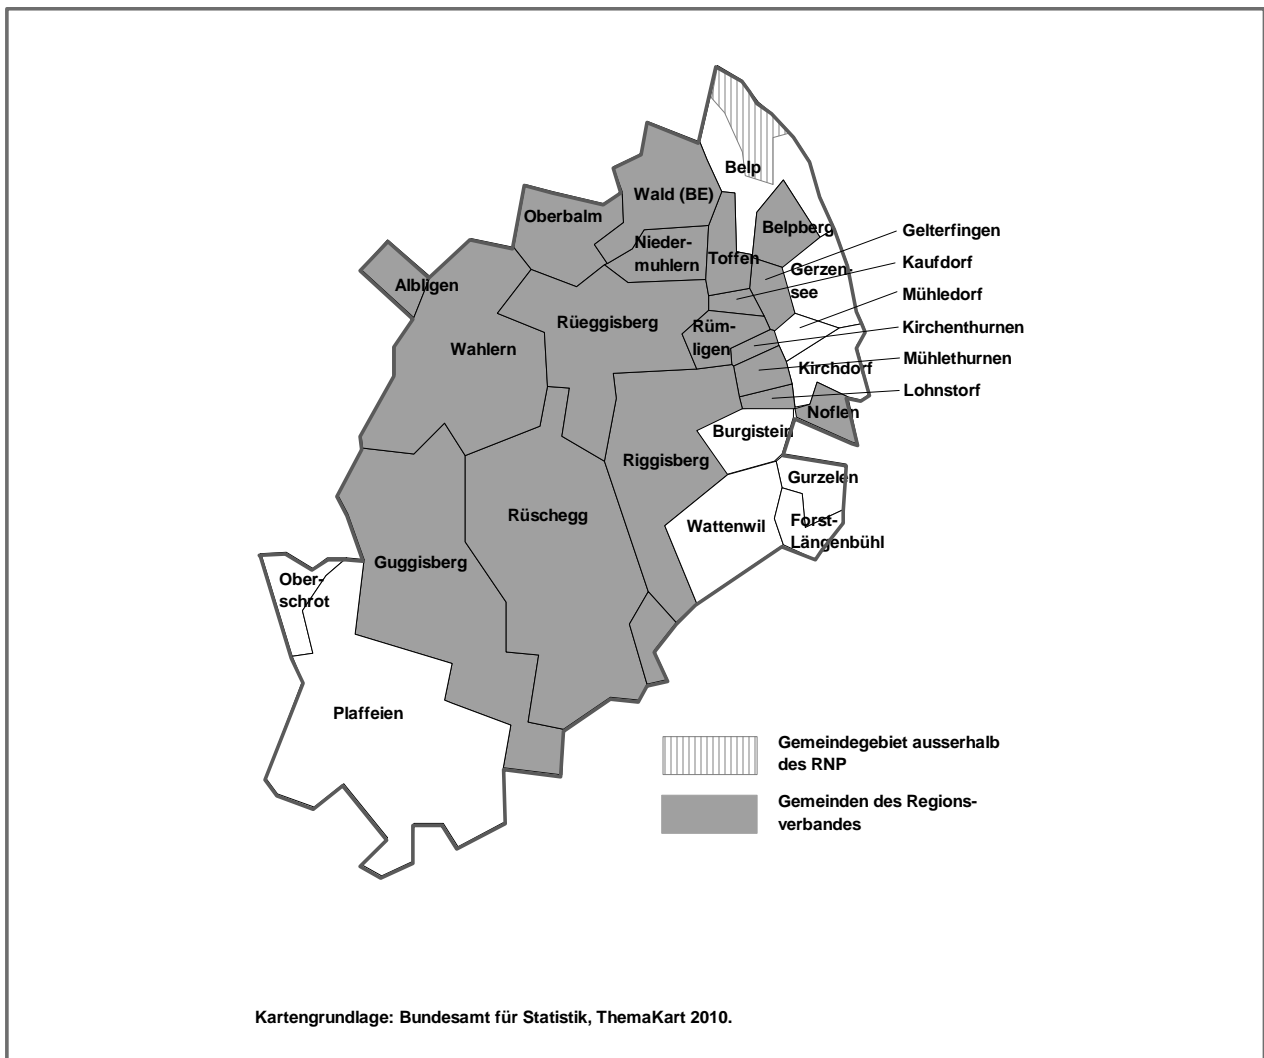 Belp
Wald (BE)
Oberbalm
Belpberg
Gelterfingen
Nieder-
muhlern
Toffen
Kaufdorf
Gerzen-
see
Albligen
Mühledorf
Rüeggisberg
Rüm-
ligen
Kirchenthurnen
Wahlern
Mühlethurnen
Kirchdorf
Lohnstorf
Noflen
Burgistein
Riggisberg
Gurzelen
Rüschegg
Wattenwil
Forst-
Längenbühl
Guggisberg
Ober-
schrot
Plaffeien
Gemeindegebiet ausserhalb
des RNP
Gemeinden des Regions-
verbandes
Kartengrundlage: Bundesamt für Statistik, ThemaKart 2010.